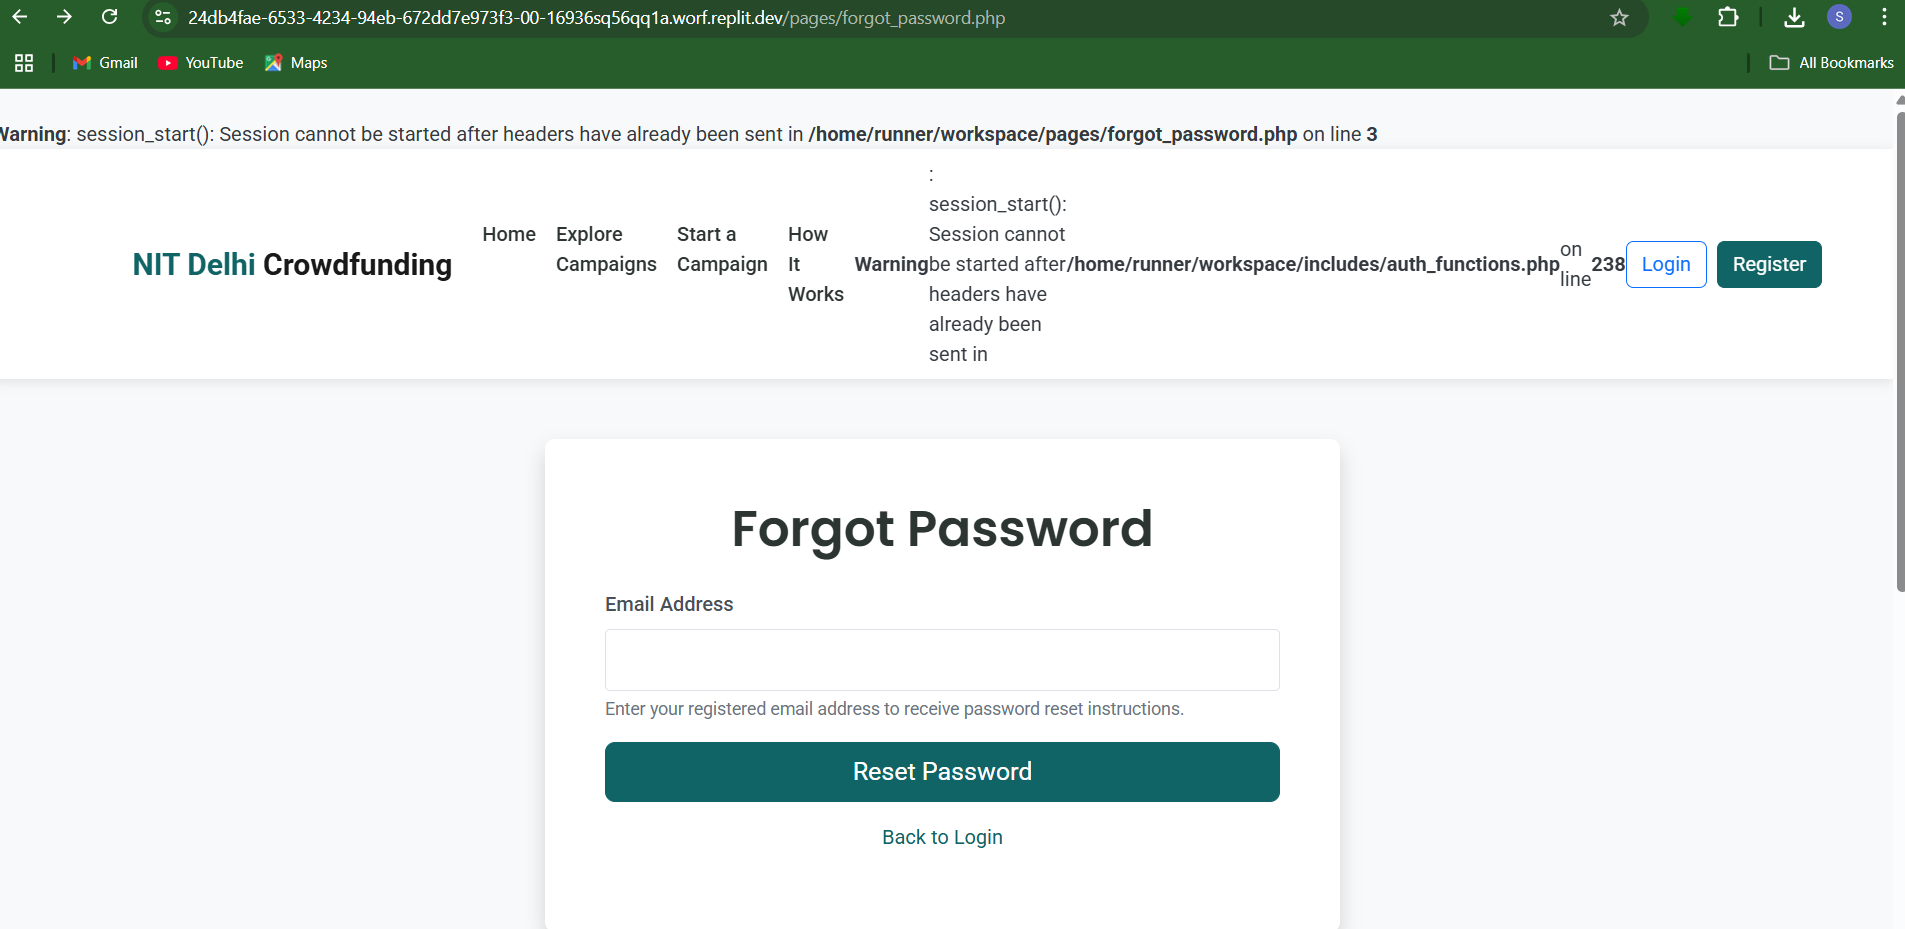 24db4fae-6533-4234-94eb-672dd7e973f3-00-16936sq56qq1a.worf.replit.dev/pages/forgot_password.php
S
Gmail
YouTube
Maps
All Bookmarks
Warning: session_start(): Session cannot be started after headers have already been sent in /home/runner/workspace/pages/forgot_password.php on line 3
NIT Delhi Crowdfunding
Home
Explore
Campaigns
Start a
Campaign
How
It
Works
Warning
:
session_start():
Session cannot
be started after
headers have
already been
sent in
/home/runner/workspace/includes/auth_functions.php
on
line
238
Login
Register
Forgot Password
Email Address
Enter your registered email address to receive password reset instructions.
Reset Password
Back to Login